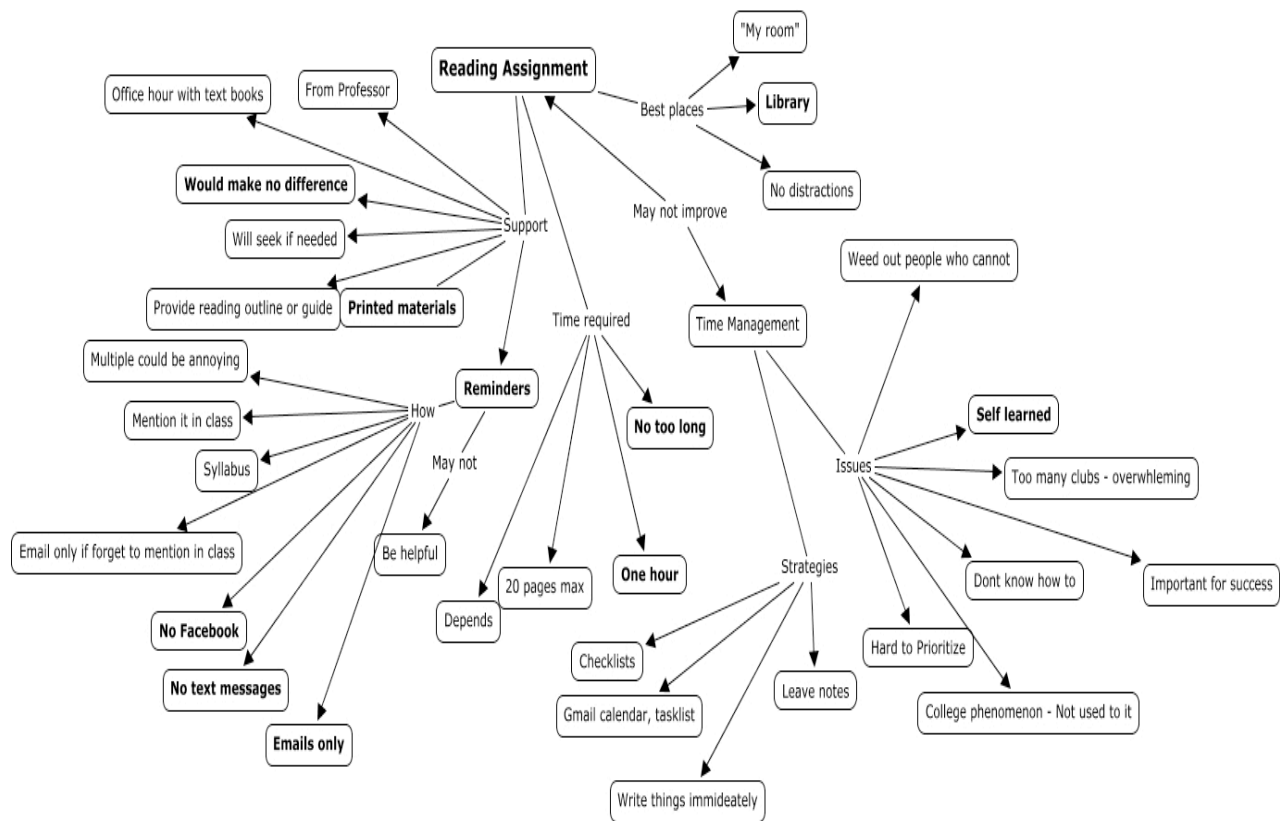 "My room"
Reading Assignment
Office hour with text books
From Professor
Best places
Library
Would make no difference
No distractions
May not improve
Support
Will seek if needed
Weed out people who cannot
Provide reading outline or guide
Printed materials
Time required
Time Management
Multiple could be annoying
Reminders
Mention it in class
How
No too long
Self learned
Syllabus
May not
Issues
Too many clubs - overwhleming
Email only if forget to mention in class
Be helpful
One hour
Strategies
Dont know how to
Important for success
20 pages max
Depends
No Facebook
Checklists
Hard to Prioritize
No text messages
Leave notes
Gmail calendar, tasklist
College phenomenon - Not used to it
Emails only
Write things immideately